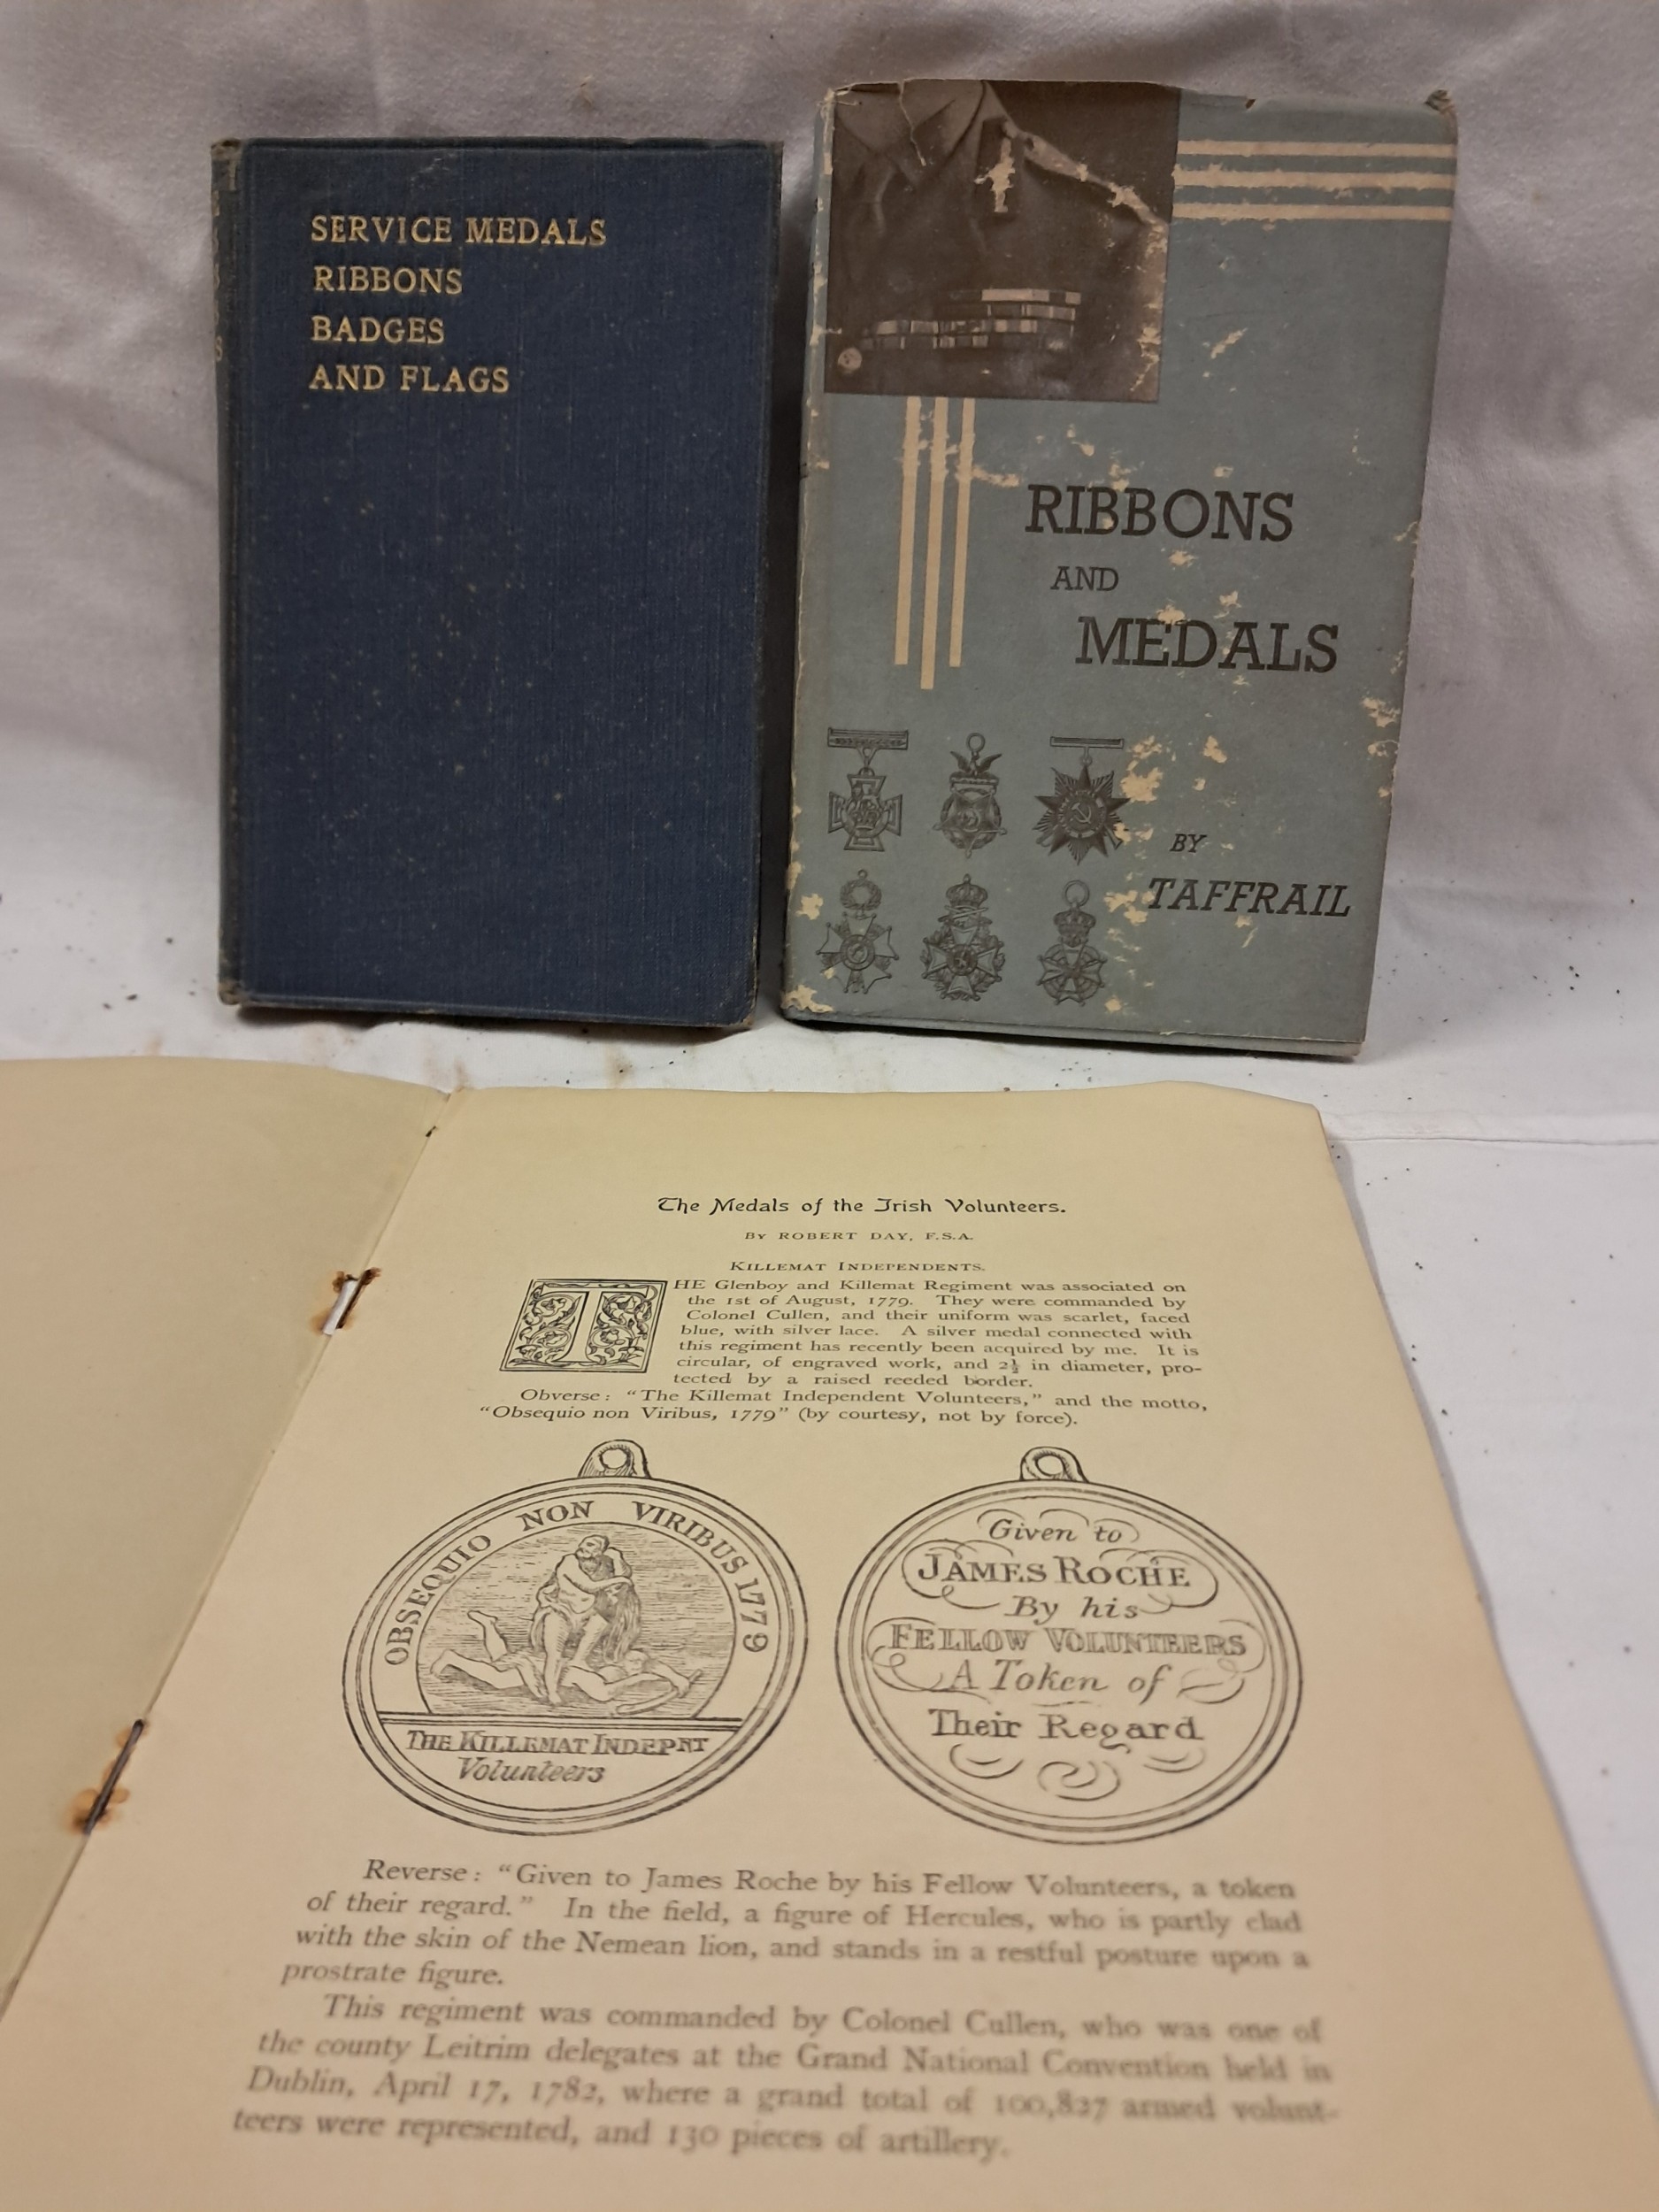 SERVICE MEDALS
RIBBONS
BADGES
AND FLAGS
RIBBONS
AND
MEDALS
BY
TAFFRAIL
The Medals of the Irish Volunteers.
By ROBERT DAY, F.S.A.
Killemat Independents.
THE Glenboy and Killemat Regiment was associated on
the 1st of August, 1779. They were commanded by
Colonel Cullen, and their uniform was scarlet, faced
blue, with silver lace. A silver medal connected with
this regiment has recently been acquired by me. It is
circular, of engraved work, and 2½ in diameter, pro-
tected by a raised reeded border.
Obverse: “The Killemat Independent Volunteers,” and the motto,
“Obsequio non Viribus, 1779” (by courtesy, not by force).
OBSEQUIO NON VIRIBUS 1779
THE KILLEMAT INDEPNT
Volunteers
Given to
JAMES ROCHE
By his
FELLOW VOLUNTEERS
A Token of
Their Regard
Reverse: “Given to James Roche by his Fellow Volunteers, a token
of their regard.” In the field, a figure of Hercules, who is partly clad
with the skin of the Nemean lion, and stands in a restful posture upon a
prostrate figure.
This regiment was commanded by Colonel Cullen, who was one of
the county Leitrim delegates at the Grand National Convention held in
Dublin, April 17, 1782, where a grand total of 100,827 armed volunt-
teers were represented, and 130 pieces of artillery.